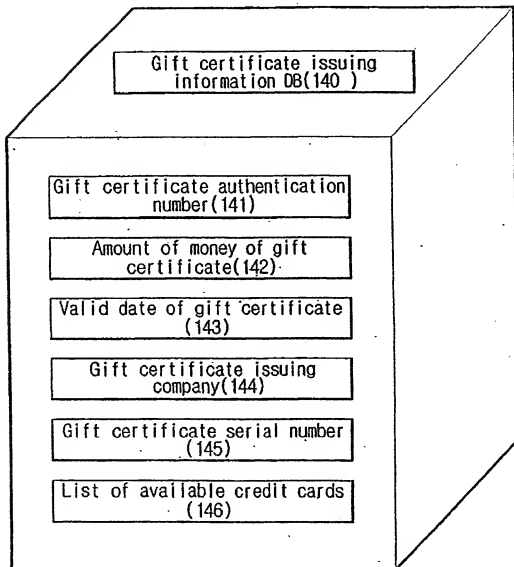 Gift certificate issuing
information DB(140 )
Gift certificate authentication
number(141)
Amount of money of gift
certificate(142)
Valid date of gift certificate
(143)
Gift certificate issuing
company(144)
Gift certificate serial number
(145)
List of available credit cards
(146)